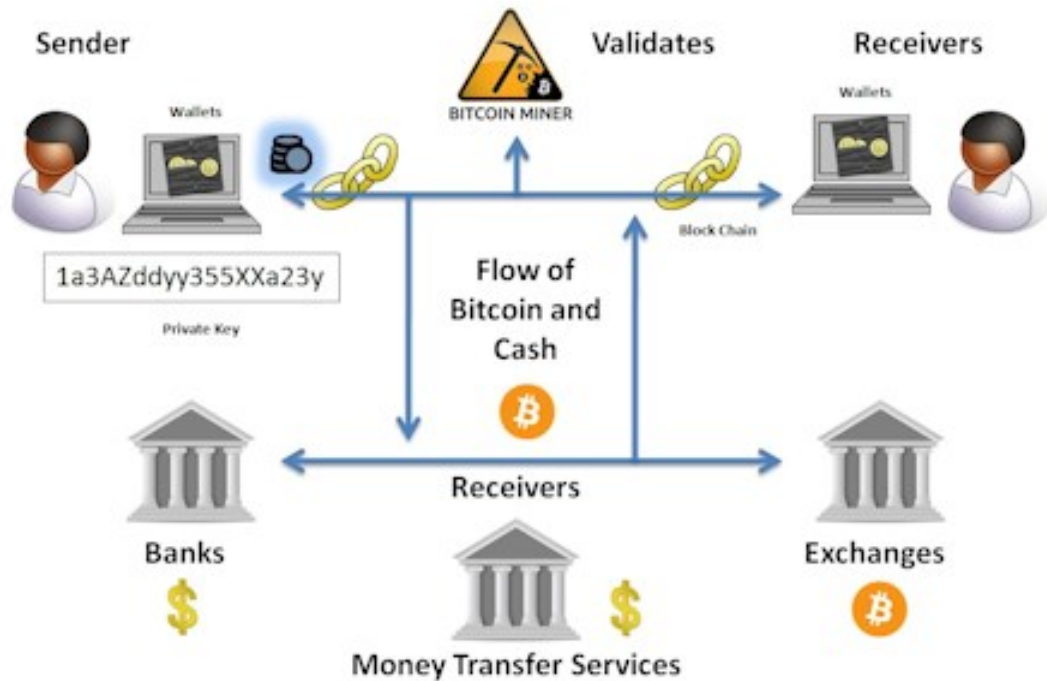 Sender
Validates
Receivers
Wallets
BITCOIN MINER
Wallets
Block Chain
1a3AZddyy355XXa23y
Private Key
Flow of
Bitcoin and
Cash
Receivers
Banks
Exchanges
Money Transfer Services